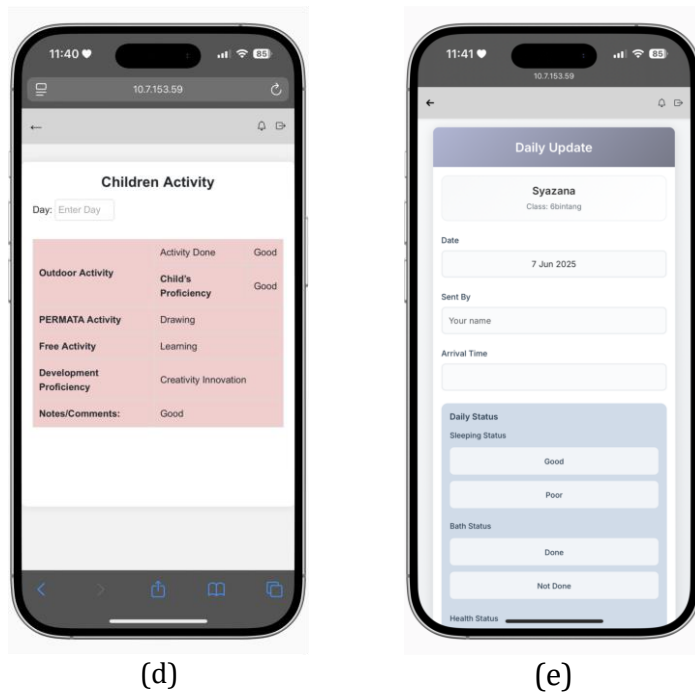 11:40
85
10.7.153.59
Children Activity
Day: Enter Day
Outdoor Activity
Activity Done Good
Child's Proficiency Good
PERMATA Activity Drawing
Free Activity Learning
Development Proficiency Creativity Innovation
Notes/Comments: Good
(d)
11:41
85
10.7.153.59
Daily Update
Syazana
Class: 6bintang
Date
7 Jun 2025
Sent By
Your name
Arrival Time
Daily Status
Sleeping Status
Good
Poor
Bath Status
Done
Not Done
Health Status
(e)